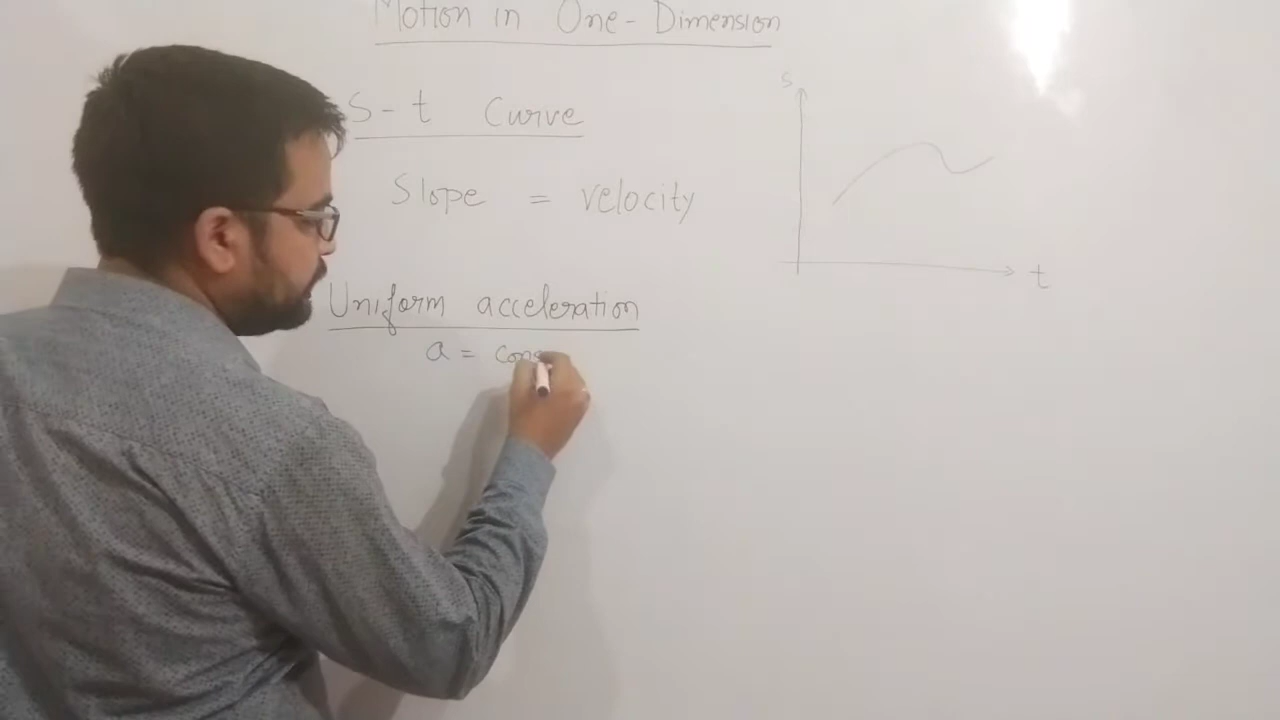 Motion in One-Dimension
S-t Curve
Slope = velocity
Uniform acceleration
a = cons
s
t